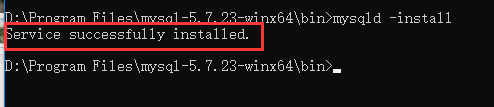 D:\Program Files\mysql-5.7.23-winx64\bin>mysqld -install
Service successfully installed.
D:\Program Files\mysql-5.7.23-winx64\bin>